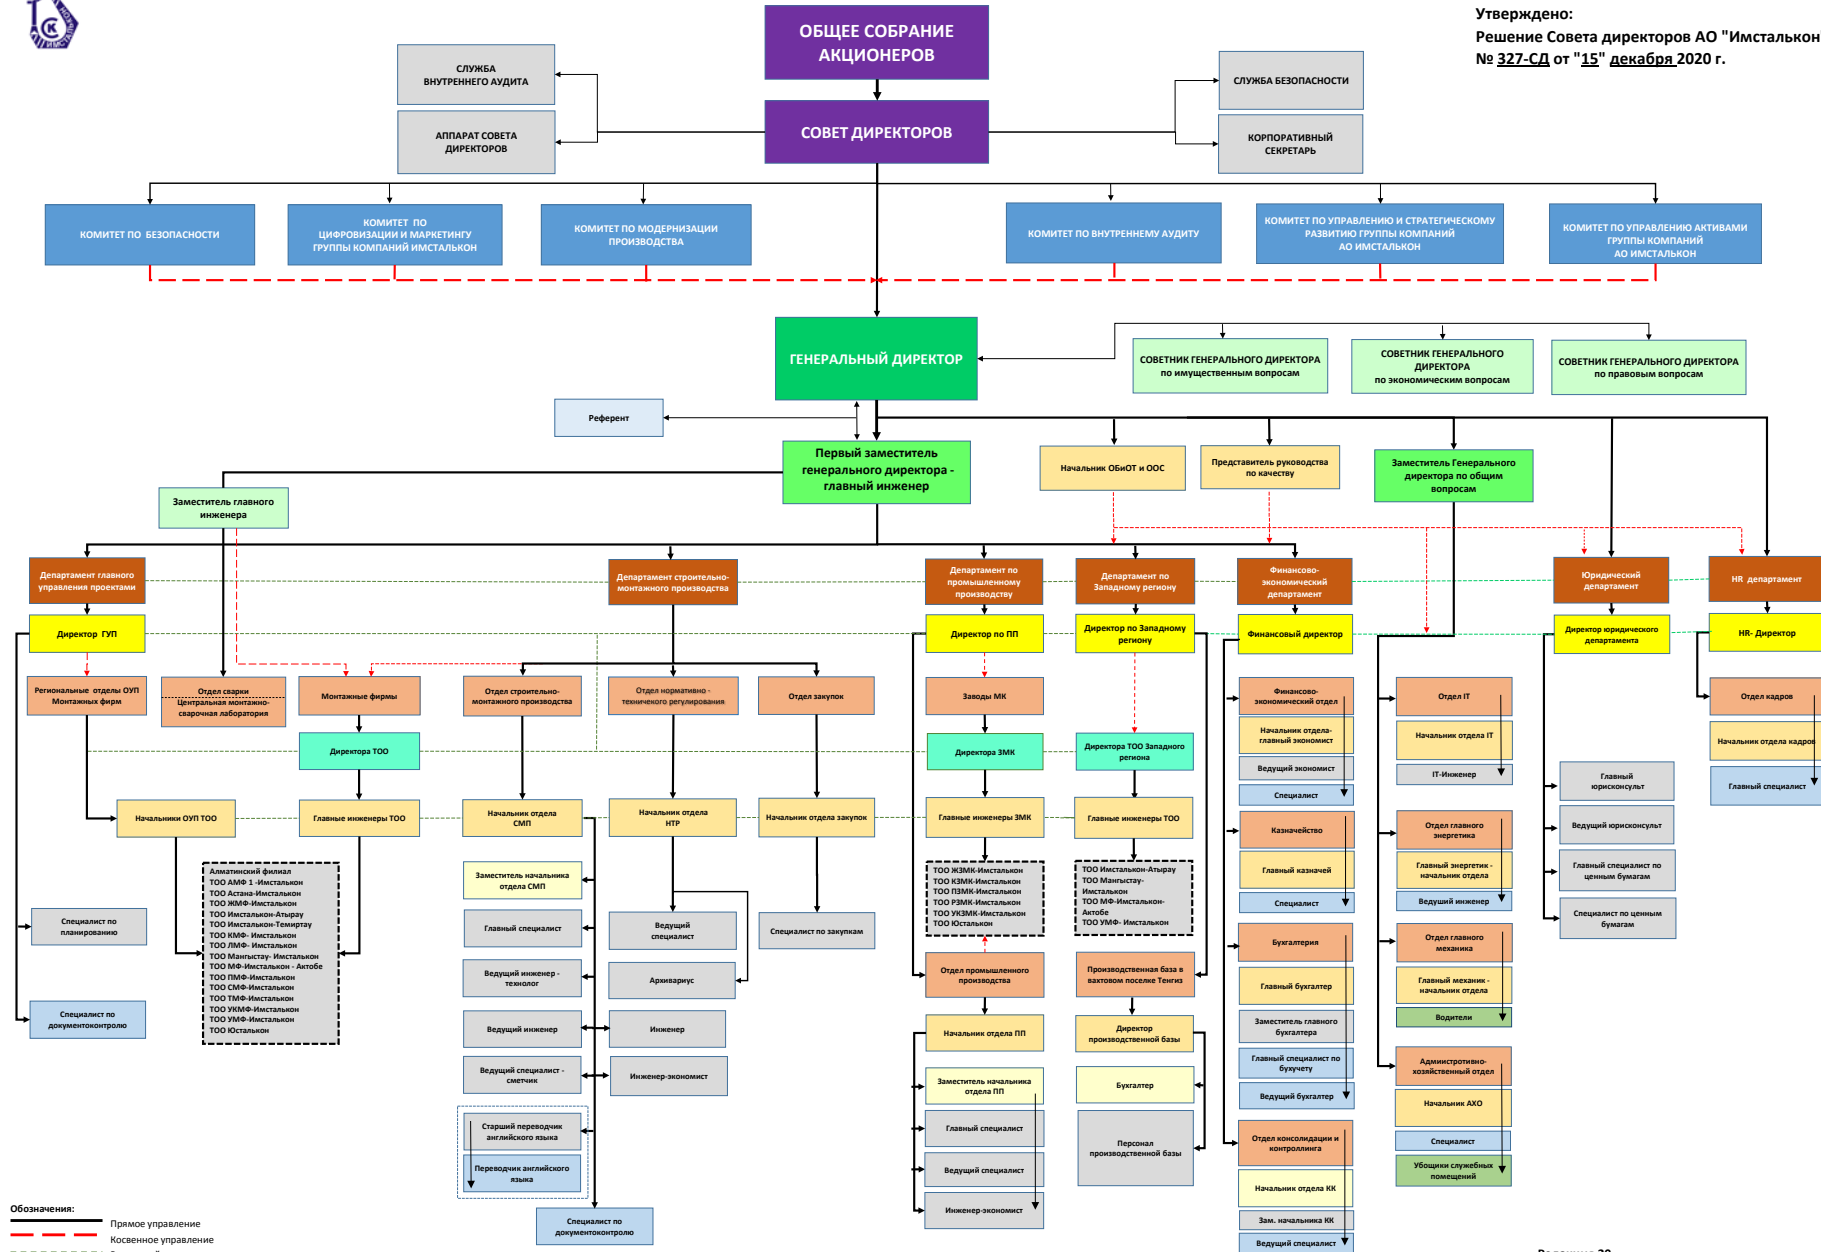 Утверждено:
Решение Совета директоров АО "Имсталькон"
№ 327-СД от "15" декабря 2020 г.
ОБЩЕЕ СОБРАНИЕ
АКЦИОНЕРОВ
СЛУЖБА
ВНУТРЕННЕГО АУДИТА
СЛУЖБА БЕЗОПАСНОСТИ
СОВЕТ ДИРЕКТОРОВ
АППАРАТ СОВЕТА
ДИРЕКТОРОВ
КОРПОРАТИВНЫЙ
СЕКРЕТАРЬ
КОМИТЕТ ПО БЕЗОПАСНОСТИ
КОМИТЕТ ПО
ЦИФРОВИЗАЦИИ И МАРКЕТИНГУ
ГРУППЫ КОМПАНИЙ ИМСТАЛЬКОН
КОМИТЕТ ПО МОДЕРНИЗАЦИИ
ПРОИЗВОДСТВА
КОМИТЕТ ПО ВНУТРЕННЕМУ АУДИТУ
КОМИТЕТ ПО УПРАВЛЕНИЮ И СТРАТЕГИЧЕСКОМУ
РАЗВИТИЮ ГРУППЫ КОМПАНИЙ
АО ИМСТАЛЬКОН
КОМИТЕТ ПО УПРАВЛЕНИЮ АКТИВАМИ
ГРУППЫ КОМПАНИЙ
АО ИМСТАЛЬКОН
ГЕНЕРАЛЬНЫЙ ДИРЕКТОР
СОВЕТНИК ГЕНЕРАЛЬНОГО ДИРЕКТОРА
по имущественным вопросам
СОВЕТНИК ГЕНЕРАЛЬНОГО
ДИРЕКТОРА
по экономическим вопросам
СОВЕТНИК ГЕНЕРАЛЬНОГО ДИРЕКТОРА
по правовым вопросам
Референт
Первый заместитель
генерального директора -
главный инженер
Начальник ОБиОТ и ООС
Представитель руководства
по качеству
Заместитель Генерального
директора по общим
вопросам
Заместитель главного
инженера
Департамент главного
управления проектами
Департамент строительно-
монтажного производства
Департамент по
промышленному
производству
Департамент по
Западному региону
Финансово-
экономический
департамент
Юридический
департамент
HR департамент
Директор ГУП
Директор по ПП
Директор по Западному
региону
Финансовый директор
Директор юридического
департамента
HR- Директор
Региональные отделы ОУП
Монтажных фирм
Отдел сварки
Центральная монтажно-
сварочная лаборатория
Монтажные фирмы
Отдел строительно-
монтажного производства
Отдел нормативно -
техничекого регулирования
Отдел закупок
Заводы МК
Финансово-
экономический отдел
Отдел IT
Отдел кадров
Директора ТОО
Директора ЗМК
Директора ТОО Западного
региона
Начальник отдела-
главный экономист
Начальник отдела IT
Начальник отдела кадров
Ведущий экономист
IT-Инженер
Специалист
Главный специалист
Главный
юрисконсульт
Начальники ОУП ТОО
Главные инженеры ТОО
Начальник отдела
СМП
Начальник отдела
НТР
Начальник отдела закупок
Главные инженеры ЗМК
Главные инженеры ТОО
Казначейство
Отдел главного
энергетика
Ведущий юрисконсульт
Главный казначей
Главный энергетик -
начальник отдела
Главный специалист по
ценным бумагам
Специалист
Ведуший инженер
Специалист по ценным
бумагам
Алматинский филиал
ТОО АМФ 1 -Имсталькон
ТОО Астана-Имсталькон
ТОО ЖМФ-Имсталькон
ТОО Имсталькон-Атырау
ТОО Имсталькон-Темиртау
ТОО КМФ- Имсталькон
ТОО ЛМФ- Имсталькон
ТОО Мангыстау- Имсталькон
ТОО МФ-Имсталькон - Актобе
ТОО ПМФ-Имсталькон
ТОО СМФ-Имсталькон
ТОО ТМФ-Имсталькон
ТОО УКМФ-Имсталькон
ТОО УМФ-Имсталькон
ТОО Юсталькон
Заместитель начальника
отдела СМП
ТОО ЖЗМК-Имсталькон
ТОО КЗМК-Имсталькон
ТОО ПЗМК-Имсталькон
ТОО РЗМК-Имсталькон
ТОО УКЗМК-Имсталькон
ТОО Юсталькон
ТОО Имсталькон-Атырау
ТОО Мангыстау-
Имсталькон
ТОО МФ-Имсталькон-
Актобе
ТОО УМФ- Имсталькон
Специалист по
планированию
Главный специалист
Ведущий
специалист
Специалист по закупкам
Бухгалтерия
Отдел главного
механика
Ведущий инженер -
технолог
Архивариус
Отдел промышленного
производства
Производственная база в
вахтовом поселке Тенгиз
Главный бухгалтер
Главный механик -
начальник отдела
Специалист по
документоконтролю
Ведущий инженер
Инженер
Начальник отдела ПП
Директор
производственной базы
Заместитель главного
бухгалтера
Водители
Ведущий специалист -
сметчик
Инженер-экономист
Заместитель начальника
отдела ПП
Бухгалтер
Главный специалист по
бухучету
Ведущий бухгалтер
Адмистротивно-
хозяйственный отдел
Начальник АХО
Старший переводчик
английского языка
Главный специалист
Персонал
производственной базы
Отдел консолидации и
контроллинга
Специалист
Переводчик английского
языка
Ведущий специалист
Начальник отдела КК
Убощики служебных
помещений
Специалист по
документоконтролю
Инженер-экономист
Зам. начальника КК
Ведущий специалист
Обозначения:
Прямое управление
Косвенное управление